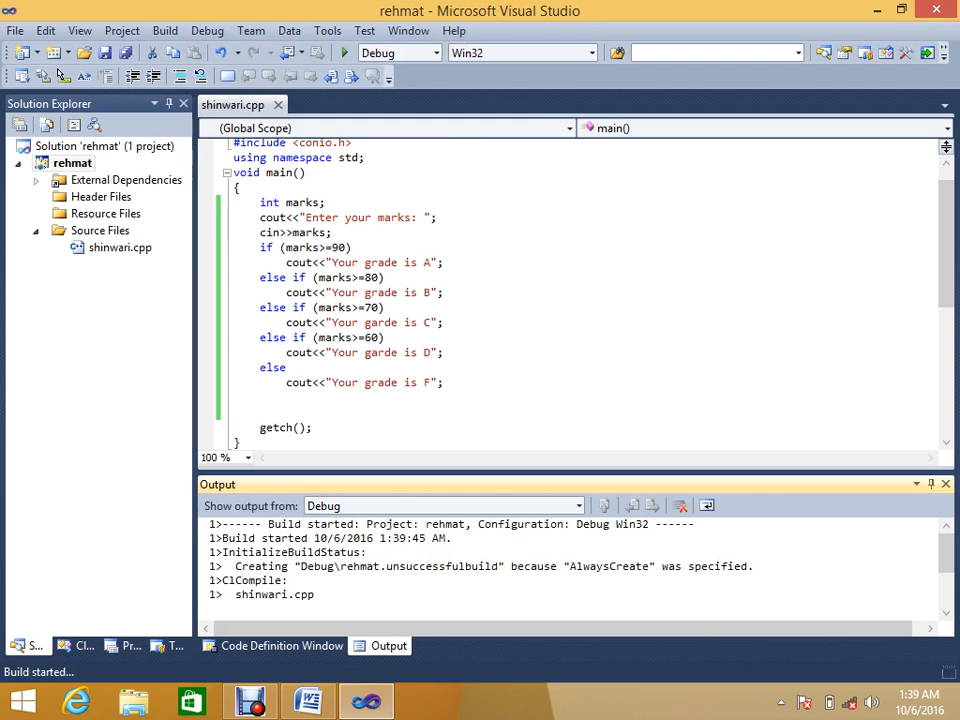 rehmat - Microsoft Visual Studio
File Edit View Project Build Debug Team Data Tools Test Window Help
Debug Win32
Solution Explorer
shinwari.cpp
(Global Scope) main()
Solution 'rehmat' (1 project)
rehmat
External Dependencies
Header Files
Resource Files
Source Files
shinwari.cpp
#include <conio.h>
using namespace std;
void main()
{
int marks;
cout<<"Enter your marks: ";
cin>>marks;
if (marks>=90)
cout<<"Your grade is A";
else if (marks>=80)
cout<<"Your grade is B";
else if (marks>=70)
cout<<"Your garde is C";
else if (marks>=60)
cout<<"Your garde is D";
else
cout<<"Your grade is F";
getch();
}
100 %
Output
Show output from: Debug
1>------ Build started: Project: rehmat, Configuration: Debug Win32 ------
1>Build started 10/6/2016 1:39:45 AM.
1>InitializeBuildStatus:
1> Creating "Debug\rehmat.unsuccessfulbuild" because "AlwaysCreate" was specified.
1>ClCompile:
1> shinwari.cpp
S... Cl... Pr... T... Code Definition Window Output
Build started...
1:39 AM
10/6/2016